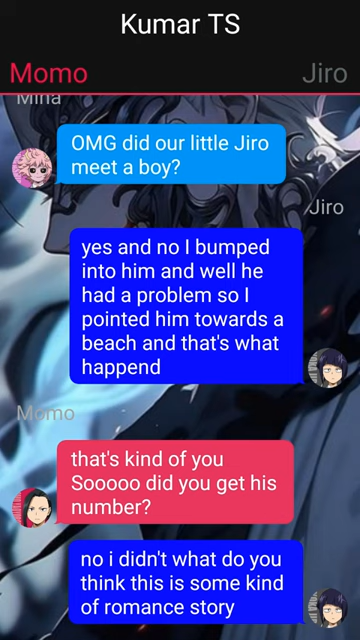 Kumar TS
Momo
Jiro
Mina
OMG did our little Jiro
meet a boy?
Jiro
yes and no I bumped
into him and well he
had a problem so I
pointed him towards a
beach and that's what
happend
Momo
that's kind of you
Sooooo did you get his
number?
no i didn't what do you
think this is some kind
of romance story